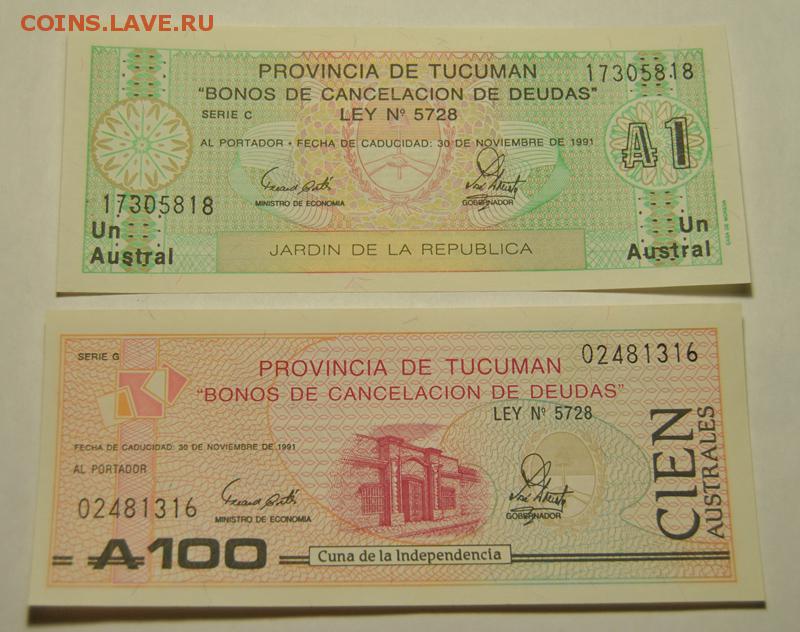 COINS.LAVE.RU
PROVINCIA DE TUCUMAN
17305818
"BONOS DE CANCELACION DE DEUDAS"
SERIE C
LEY Nº 5728
AL PORTADOR • FECHA DE CADUCIDAD: 30 DE NOVIEMBRE DE 1991
A1
MINISTRO DE ECONOMIA
GOBERNADOR
17305818
Un
Austral
Un
Austral
JARDIN DE LA REPUBLICA
CASA DE MONEDA
SERIE G
PROVINCIA DE TUCUMAN
02481316
"BONOS DE CANCELACION DE DEUDAS"
LEY Nº 5728
FECHA DE CADUCIDAD: 30 DE NOVIEMBRE DE 1991
AL PORTADOR
02481316
MINISTRO DE ECONOMIA
GOBERNADOR
CIEN
AUSTRALES
A100
Cuna de la Independencia